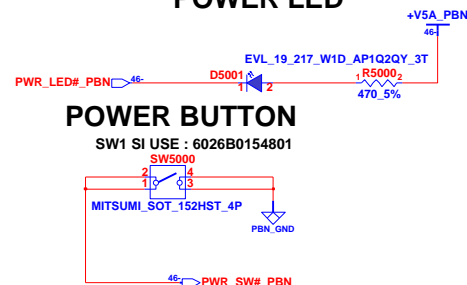 POWER LED
+V5A_PBN
46-
EVL_19_217_W1D_AP1Q2QY_3T
PWR_LED#_PBN 46- D5001 1 2 1 R5000 2
470_5%
POWER BUTTON
SW1 SI USE : 6026B0154801
SW5000
2 4
1 3
MITSUMI_SOT_152HST_4P
PBN_GND
46- PWR_SW#_PBN